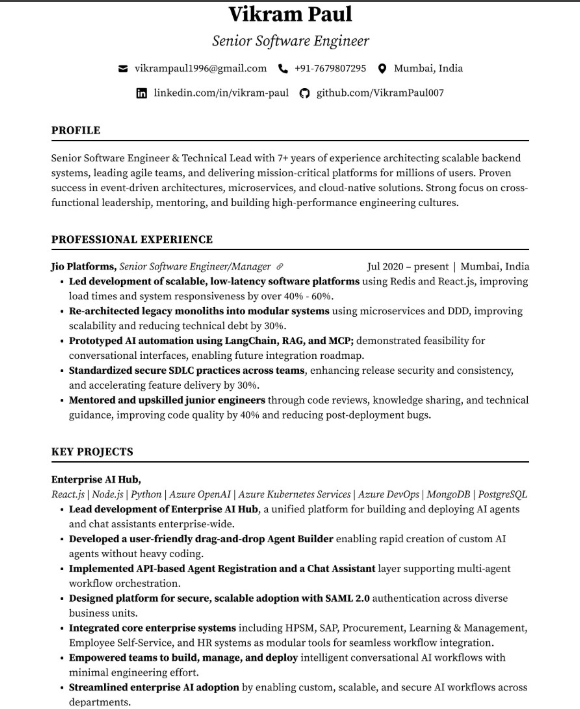 Vikram Paul
Senior Software Engineer
vikrampaul1996@gmail.com +91-7679807295 Mumbai, India
linkedin.com/in/vikram-paul github.com/VikramPaul007
PROFILE
Senior Software Engineer & Technical Lead with 7+ years of experience architecting scalable backend
systems, leading agile teams, and delivering mission-critical platforms for millions of users. Proven
success in event-driven architectures, microservices, and cloud-native solutions. Strong focus on cross-
functional leadership, mentoring, and building high-performance engineering cultures.
PROFESSIONAL EXPERIENCE
Jio Platforms, Senior Software Engineer/Manager Jul 2020 – present | Mumbai, India
• Led development of scalable, low-latency software platforms using Redis and React.js, improving
load times and system responsiveness by over 40% - 60%.
• Re-architected legacy monoliths into modular systems using microservices and DDD, improving
scalability and reducing technical debt by 30%.
• Prototyped AI automation using LangChain, RAG, and MCP; demonstrated feasibility for
conversational interfaces, enabling future integration roadmap.
• Standardized secure SDLC practices across teams, enhancing release security and consistency,
and accelerating feature delivery by 30%.
• Mentored and upskilled junior engineers through code reviews, knowledge sharing, and technical
guidance, improving code quality by 40% and reducing post-deployment bugs.
KEY PROJECTS
Enterprise AI Hub,
React.js | Node.js | Python | Azure OpenAI | Azure Kubernetes Services | Azure DevOps | MongoDB | PostgreSQL
• Lead development of Enterprise AI Hub, a unified platform for building and deploying AI agents
and chat assistants enterprise-wide.
• Developed a user-friendly drag-and-drop Agent Builder enabling rapid creation of custom AI
agents without heavy coding.
• Implemented API-based Agent Registration and a Chat Assistant layer supporting multi-agent
workflow orchestration.
• Designed platform for secure, scalable adoption with SAML 2.0 authentication across diverse
business units.
• Integrated core enterprise systems including HPSM, SAP, Procurement, Learning & Management,
Employee Self-Service, and HR systems as modular tools for seamless workflow integration.
• Empowered teams to build, manage, and deploy intelligent conversational AI workflows with
minimal engineering effort.
• Streamlined enterprise AI adoption by enabling custom, scalable, and secure AI workflows across
departments.